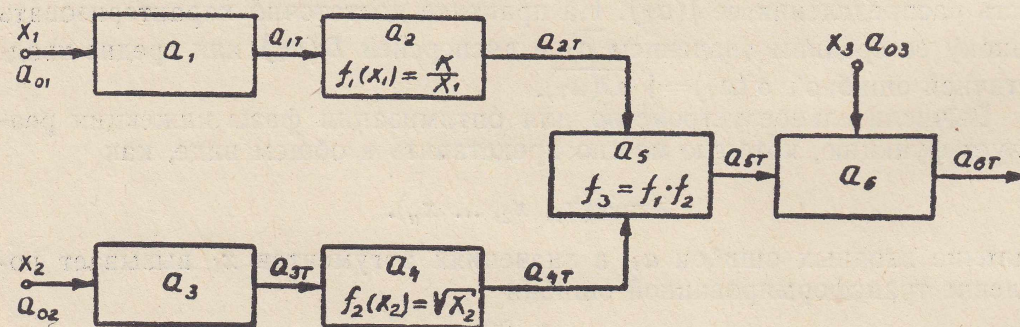 x₁
a₀₁
a₁
a₁т
a₂
f₁(x₁) = K/x₁
a₂т
x₃ a₀₃
a₅
f₃ = f₁·f₂
a₅т
a₆
a₆т
x₂
a₀₂
a₃
a₃т
a₄
f₂(x₂) = √x₂
a₄т